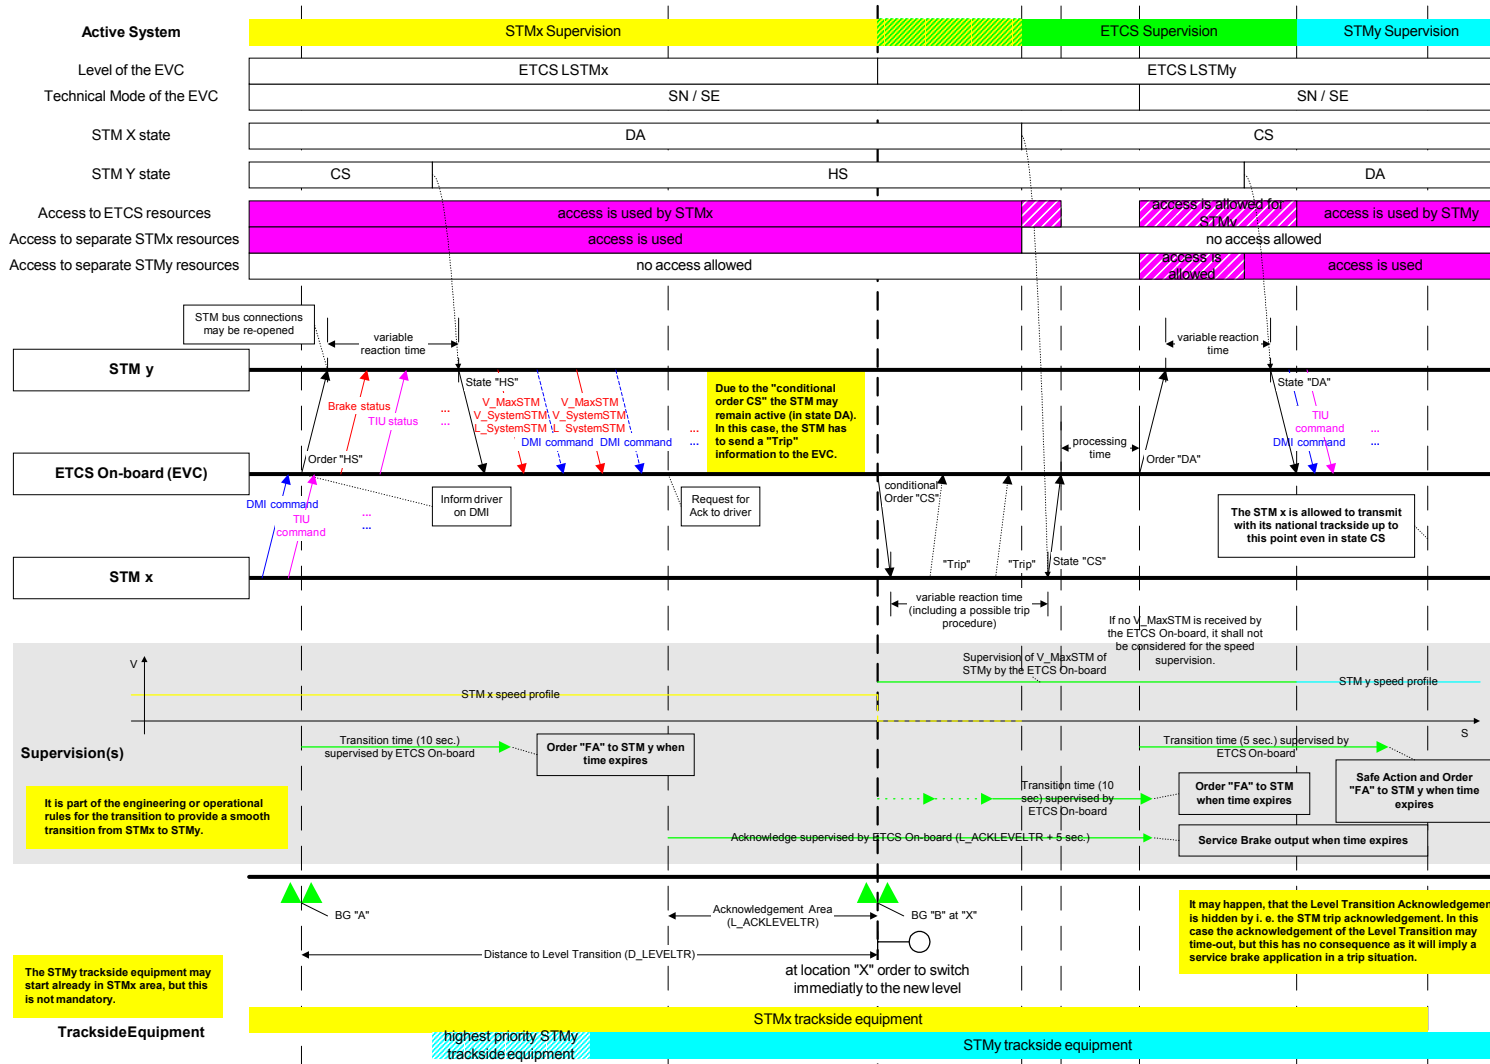 Active System
STMx Supervision
ETCS Supervision
STMy Supervision
Level of the EVC
ETCS LSTMx
ETCS LSTMy
Technical Mode of the EVC
SN / SE
SN / SE
STM X state
DA
CS
STM Y state
CS
HS
DA
Access to ETCS resources
access is used by STMx
access is allowed for
STMy
access is used by STMy
Access to separate STMx resources
access is used
no access allowed
Access to separate STMy resources
no access allowed
access is
allowed
access is used
STM bus connections
may be re-opened
variable
reaction time
variable reaction
time
STM y
State "HS"
State "DA"
Brake status
TIU status
...
...
V_MaxSTM
V_SystemSTM
L_SystemSTM
DMI command
V_MaxSTM
V_SystemSTM
L_SystemSTM
DMI command
...
...
Due to the "conditional
order CS" the STM may
remain active (in state DA).
In this case, the STM has
to send a "Trip"
information to the EVC.
TIU
command
DMI command
...
...
processing
time
Order "HS"
Order "DA"
ETCS On-board (EVC)
DMI command
TIU
command
...
...
Inform driver
on DMI
Request for
Ack to driver
conditional
Order "CS"
The STM x is allowed to transmit
with its national trackside up to
this point even in state CS
"Trip"
"Trip"
State "CS"
STM x
variable reaction time
(including a possible trip
procedure)
If no V_MaxSTM is received by
the ETCS On-board, it shall not
be considered for the speed
supervision.
V
Supervision of V_MaxSTM of
STMy by the ETCS On-board
STM x speed profile
STM y speed profile
S
Supervision(s)
Transition time (10 sec.)
supervised by ETCS On-board
Order "FA" to STM y when
time expires
Transition time (5 sec.) supervised by
ETCS On-board
Safe Action and Order
"FA" to STM y when time
expires
Transition time (10
sec) supervised by
ETCS On-board
Order "FA" to STM
when time expires
It is part of the engineering or operational
rules for the transition to provide a smooth
transition from STMx to STMy.
Acknowledge supervised by ETCS On-board (L_ACKLEVELTR + 5 sec.)
Service Brake output when time expires
BG "A"
Acknowledgement Area
(L_ACKLEVELTR)
BG "B" at "X"
It may happen, that the Level Transition Acknowledgement
is hidden by i. e. the STM trip acknowledgement. In this
case the acknowledgement of the Level Transition may
time-out, but this has no consequence as it will imply a
service brake application in a trip situation.
Distance to Level Transition (D_LEVELTR)
The STMy trackside equipment may
start already in STMx area, but this
is not mandatory.
at location "X" order to switch
immediatly to the new level
TracksideEquipment
STMx trackside equipment
highest priority STMy
trackside equipment
STMy trackside equipment